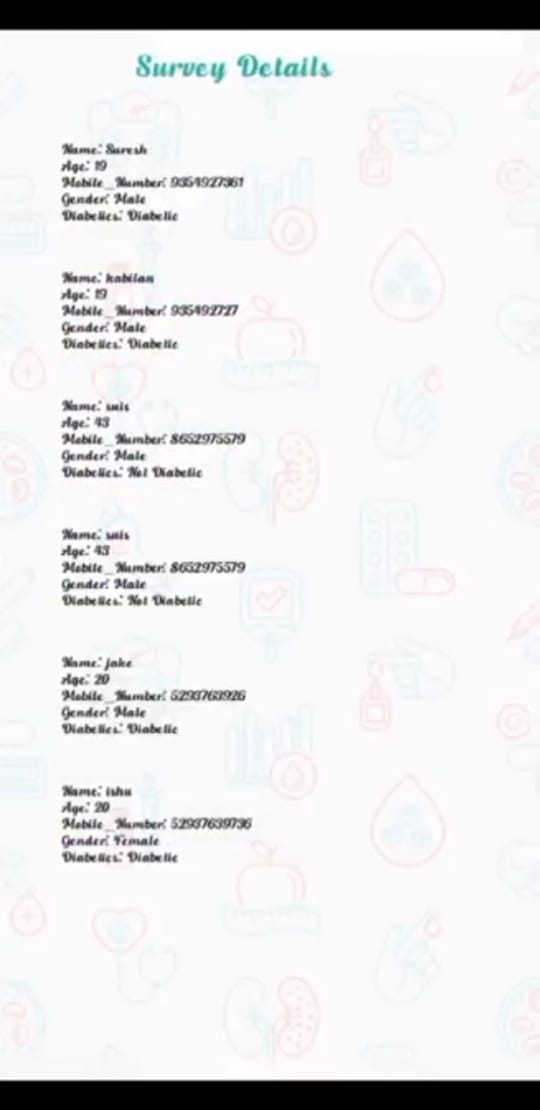 Survey Details
Name: Suresh
Age: 19
Mobile_Number: 9354927361
Gender: Male
Diabetics: Diabetic
Name: kabilan
Age: 19
Mobile_Number: 935492727
Gender: Male
Diabetics: Diabetic
Name: suis
Age: 43
Mobile_Number: 8652975579
Gender: Male
Diabetics: Not Diabetic
Name: suis
Age: 43
Mobile_Number: 8652975579
Gender: Male
Diabetics: Not Diabetic
Name: jake
Age: 20
Mobile_Number: 5293763926
Gender: Male
Diabetics: Diabetic
Name: ishu
Age: 20
Mobile_Number: 52937639736
Gender: Female
Diabetics: Diabetic